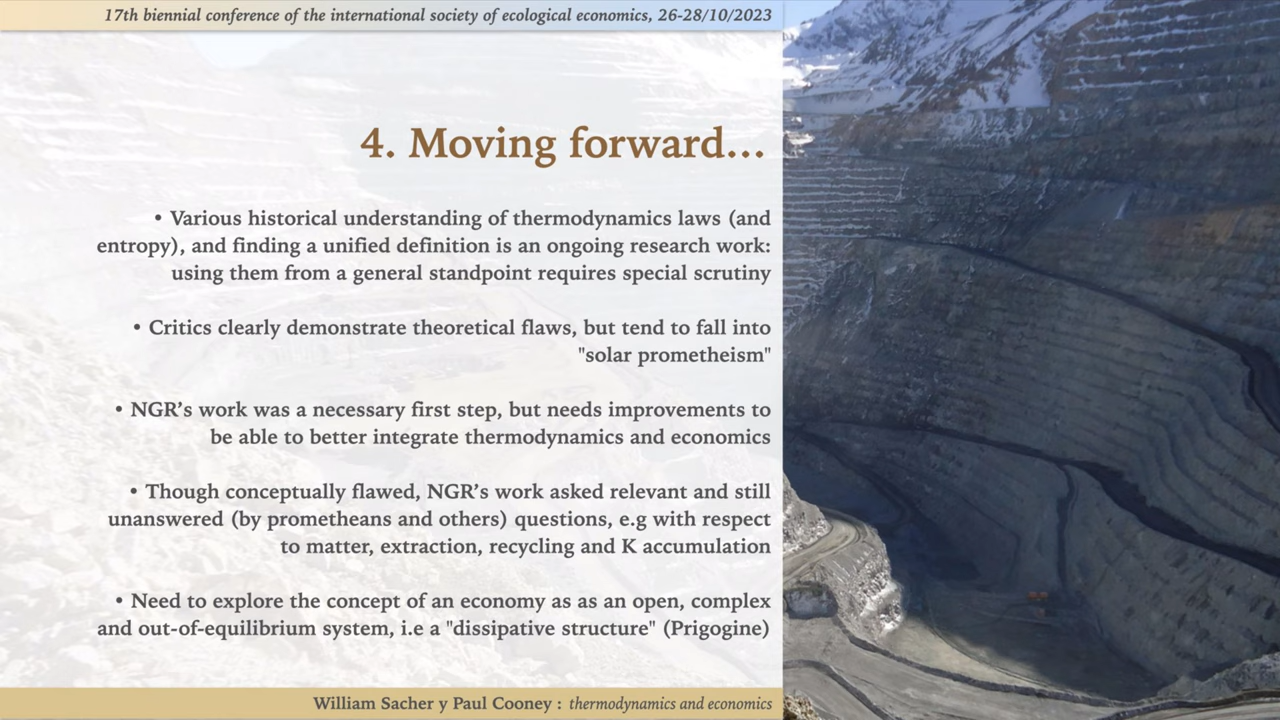 17th biennial conference of the international society of ecological economics, 26-28/10/2023
4. Moving forward...
• Various historical understanding of thermodynamics laws (and
entropy), and finding a unified definition is an ongoing research work:
using them from a general standpoint requires special scrutiny
• Critics clearly demonstrate theoretical flaws, but tend to fall into
"solar prometheism"
• NGR's work was a necessary first step, but needs improvements to
be able to better integrate thermodynamics and economics
• Though conceptually flawed, NGR's work asked relevant and still
unanswered (by prometheans and others) questions, e.g with respect
to matter, extraction, recycling and K accumulation
• Need to explore the concept of an economy as as an open, complex
and out-of-equilibrium system, i.e a "dissipative structure" (Prigogine)
William Sacher y Paul Cooney : thermodynamics and economics